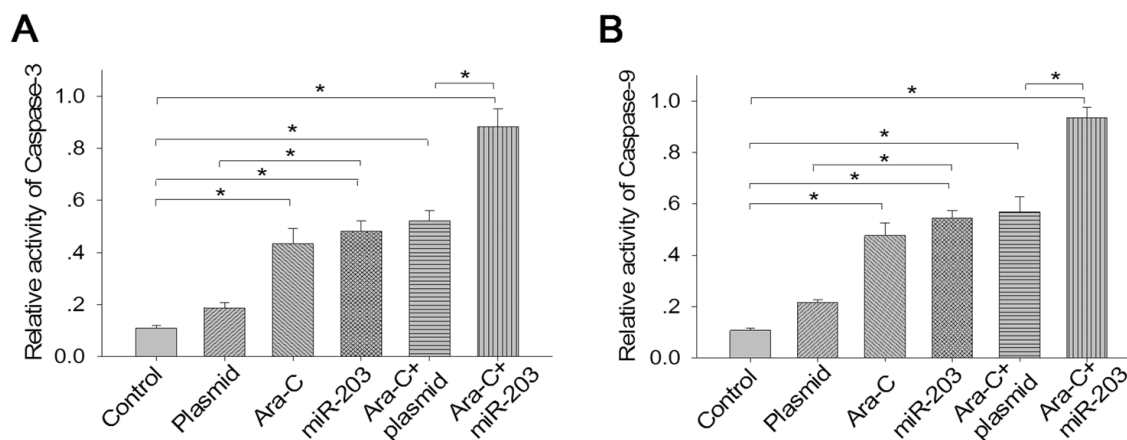 A
Relative activity of Caspase-3
1.0
.8
.6
.4
.2
0.0
*
*
*
*
*
*
Control
Plasmid
Ara-C
miR-203
Ara-C+
plasmid
Ara-C+
miR-203
B
Relative activity of Caspase-9
1.0
.8
.6
.4
.2
0.0
*
*
*
*
*
*
Control
Plasmid
Ara-C
miR-203
Ara-C+
plasmid
Ara-C+
miR-203